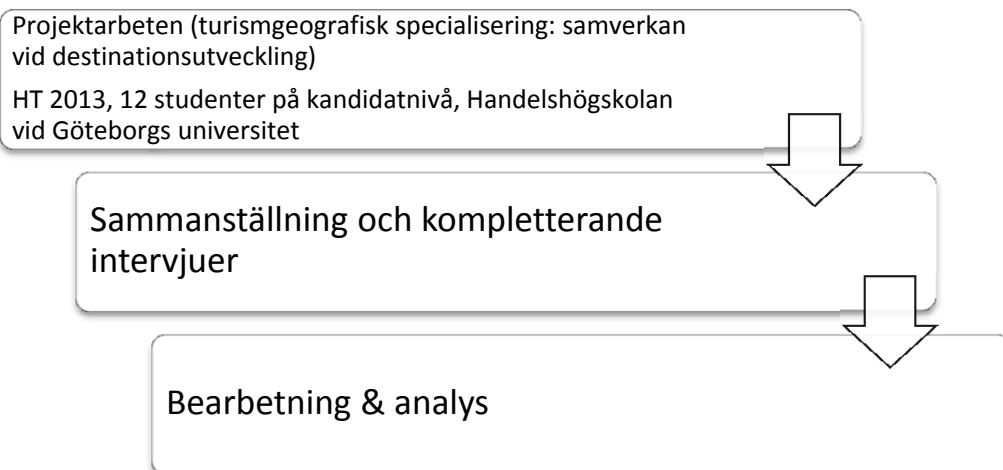 Projektarbeten (turismgeografisk specialisering: samverkan
vid destinationsutveckling)
HT 2013, 12 studenter på kandidatnivå, Handelshögskolan
vid Göteborgs universitet
Sammanställning och kompletterande
intervjuer
Bearbetning & analys